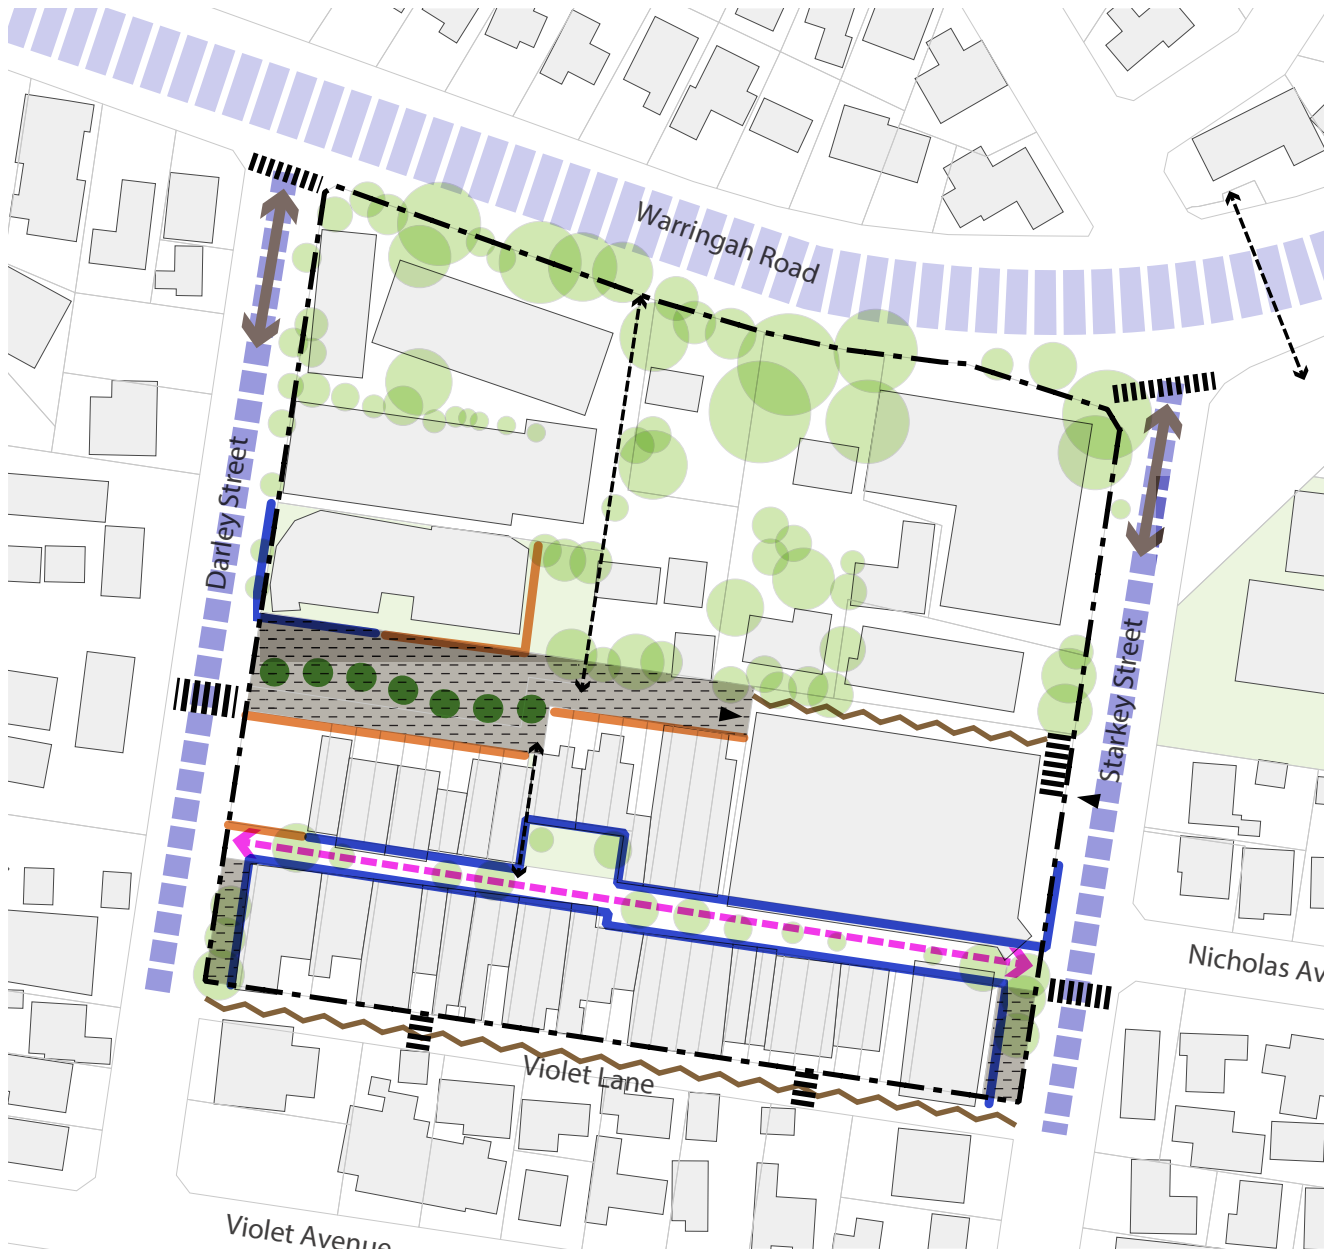 Warringah Road
Darley Street
Starkey Street
Nicholas Av
Violet Lane
Violet Avenue